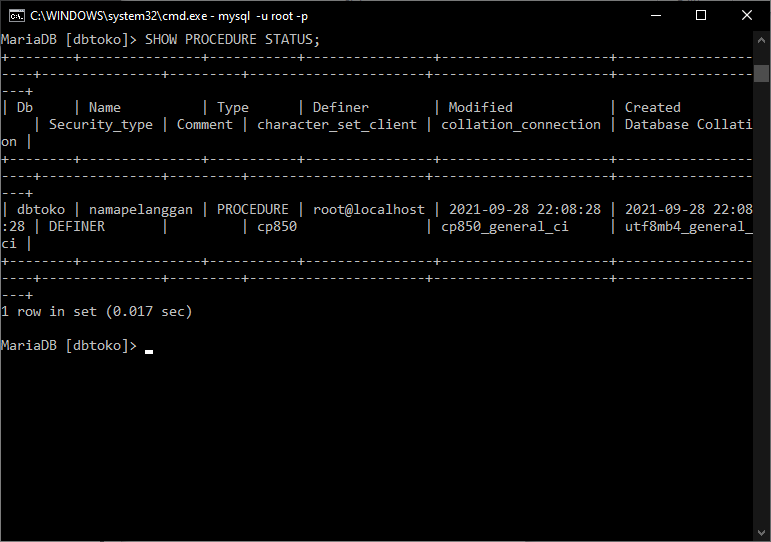 C:\WINDOWS\system32\cmd.exe - mysql  -u root -p
MariaDB [dbtoko]> SHOW PROCEDURE STATUS;
+--------+---------------+-----------+----------------+---------------------+-----------------
----+---------------+---------+----------------------+----------------------+-----------------
---+
| Db     | Name          | Type      | Definer        | Modified            | Created
    | Security_type | Comment | character_set_client | collation_connection | Database Collati
on |
+--------+---------------+-----------+----------------+---------------------+-----------------
----+---------------+---------+----------------------+----------------------+-----------------
---+
| dbtoko | namapelanggan | PROCEDURE | root@localhost | 2021-09-28 22:08:28 | 2021-09-28 22:08
:28 | DEFINER       |         | cp850                | cp850_general_ci     | utf8mb4_general_
ci |
+--------+---------------+-----------+----------------+---------------------+-----------------
----+---------------+---------+----------------------+----------------------+-----------------
---+
1 row in set (0.017 sec)
MariaDB [dbtoko]>